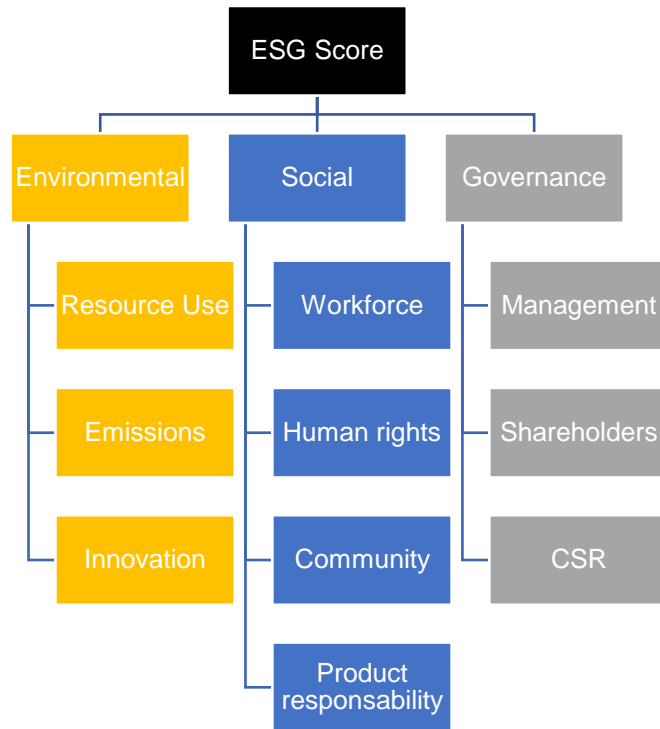 ESG Score
Environmental
Social
Governance
Resource Use
Workforce
Management
Emissions
Human rights
Shareholders
Innovation
Community
CSR
Product
responsability